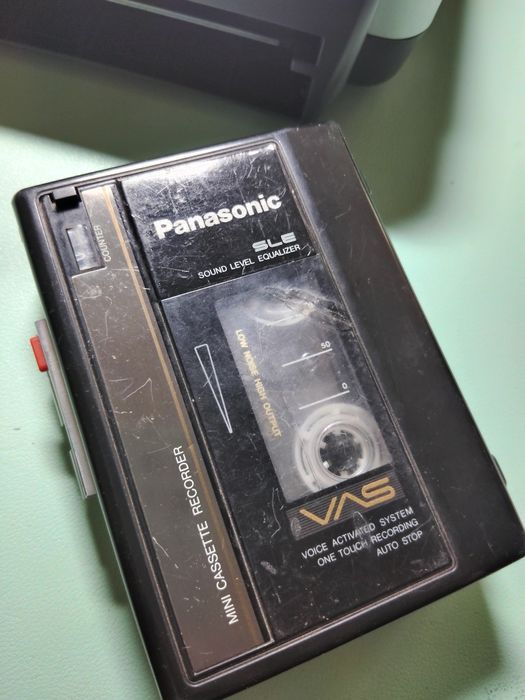 Panasonic
SLE
SOUND LEVEL EQUALIZER
COUNTER
LOW NOISE HIGH OUTPUT
50
0
MINI CASSETTE RECORDER
VAS
VOICE ACTIVATED SYSTEM
ONE TOUCH RECORDING
AUTO STOP